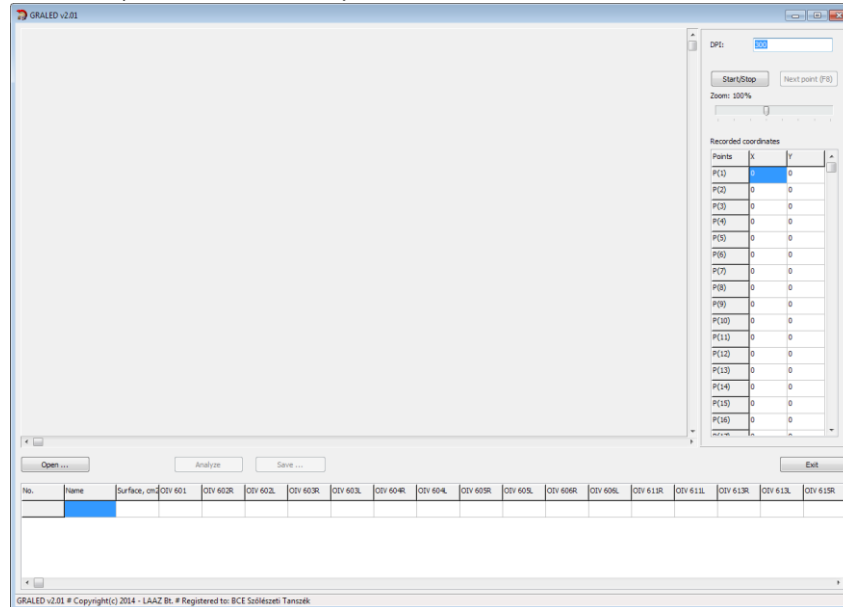 GRALED v2.01
DPI: 300
Start/Stop Next point (F8)
Zoom: 100%
Recorded coordinates
Points X Y
P(1) 0 0
P(2) 0 0
P(3) 0 0
P(4) 0 0
P(5) 0 0
P(6) 0 0
P(7) 0 0
P(8) 0 0
P(9) 0 0
P(10) 0 0
P(11) 0 0
P(12) 0 0
P(13) 0 0
P(14) 0 0
P(15) 0 0
P(16) 0 0
Open ... Analyze Save ... Exit
No. Name Surface, cm2 OIV 601 OIV 602R OIV 602L OIV 603R OIV 603L OIV 604R OIV 604L OIV 605R OIV 605L OIV 606R OIV 606L OIV 611R OIV 611L OIV 613R OIV 613L OIV 615R
GRALED v2.01 # Copyright(c) 2014 - LAAZ Bt. # Registered to: BCE Szőlészeti Tanszék